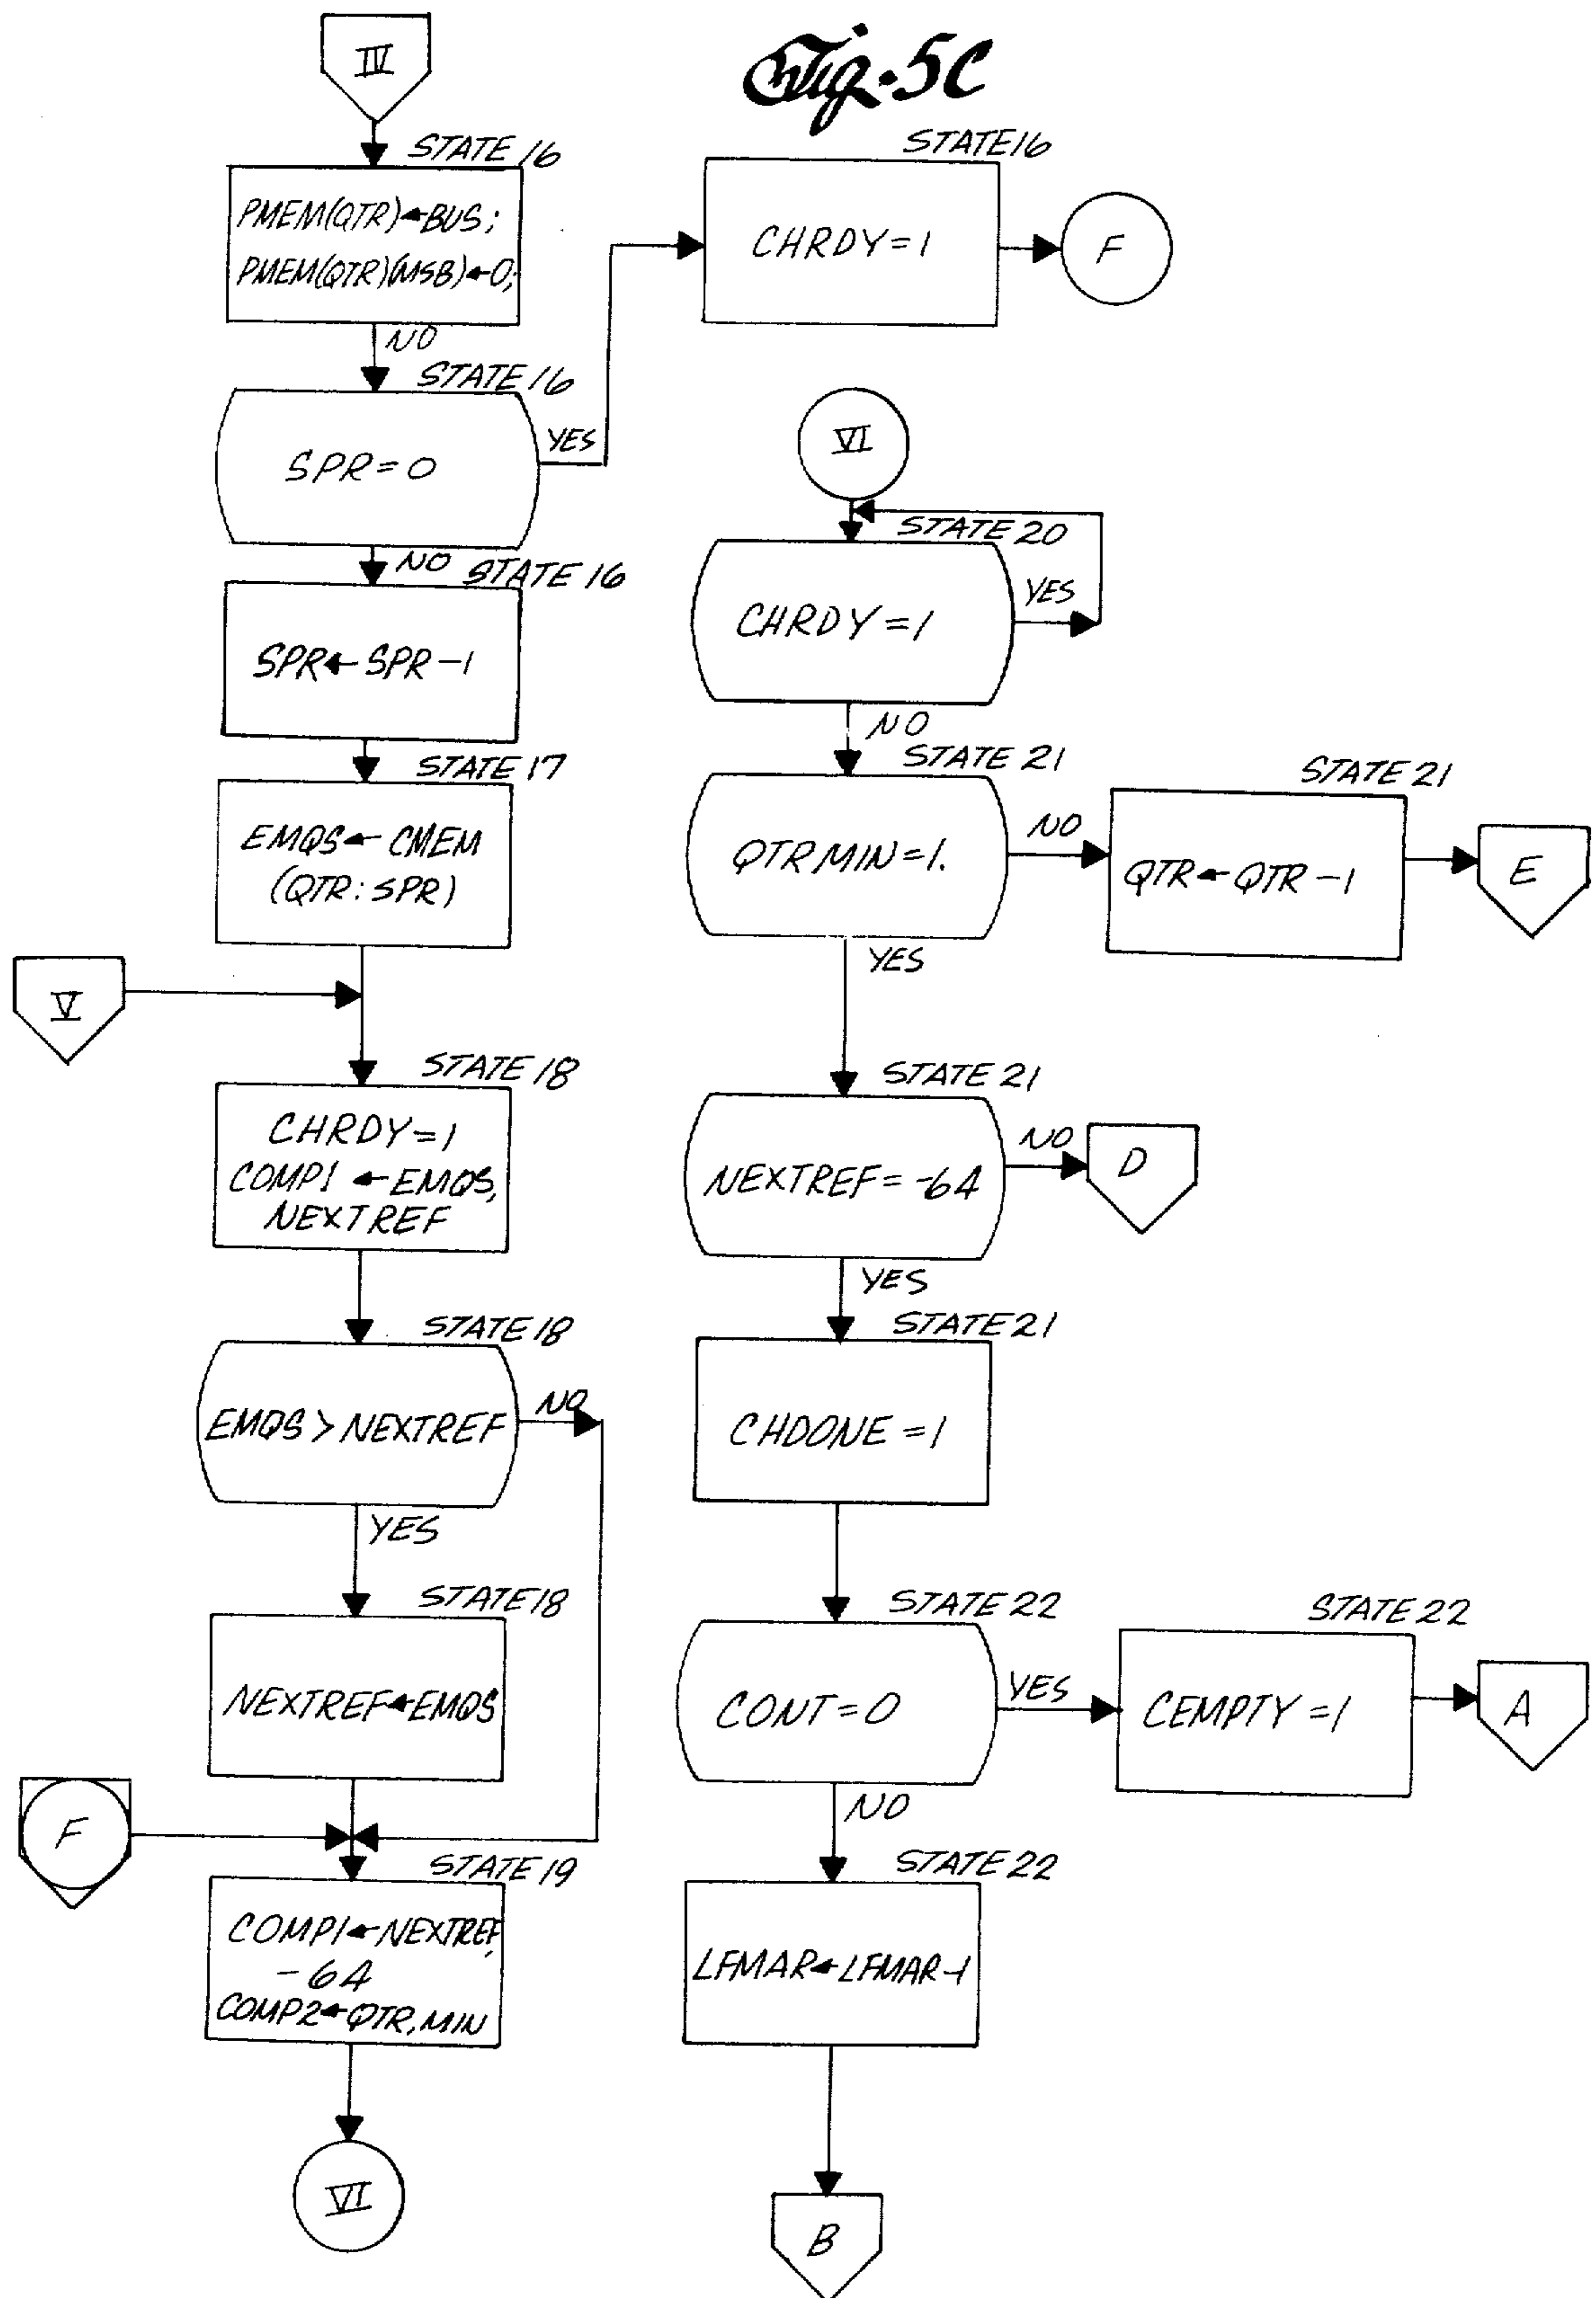 Fig. 5C
III
STATE 16
PMEM(QTR)←BUS;
PMEM(QTR)(MSB)←0;
NO
STATE 16
SPR=0
YES
STATE 16
CHRDY=1
F
NO
STATE 16
SPR←SPR-1
STATE 17
EMQS←CMEM
(QTR:SPR)
V
STATE 18
CHRDY=1
COMP1←EMQS,
NEXTREF
STATE 18
EMQS>NEXTREF
NO
YES
STATE 18
NEXTREF←EMQS
F
STATE 19
COMP1←NEXTREF,
-64
COMP2←QTR,MIN
VI
VI
STATE 20
CHRDY=1
YES
NO
STATE 21
QTRMIN=1.
NO
STATE 21
QTR←QTR-1
E
YES
STATE 21
NEXTREF=-64
NO
D
YES
STATE 21
CHDONE=1
STATE 22
CONT=0
YES
STATE 22
CEMPTY=1
A
NO
STATE 22
LFMAR←LFMAR-1
B